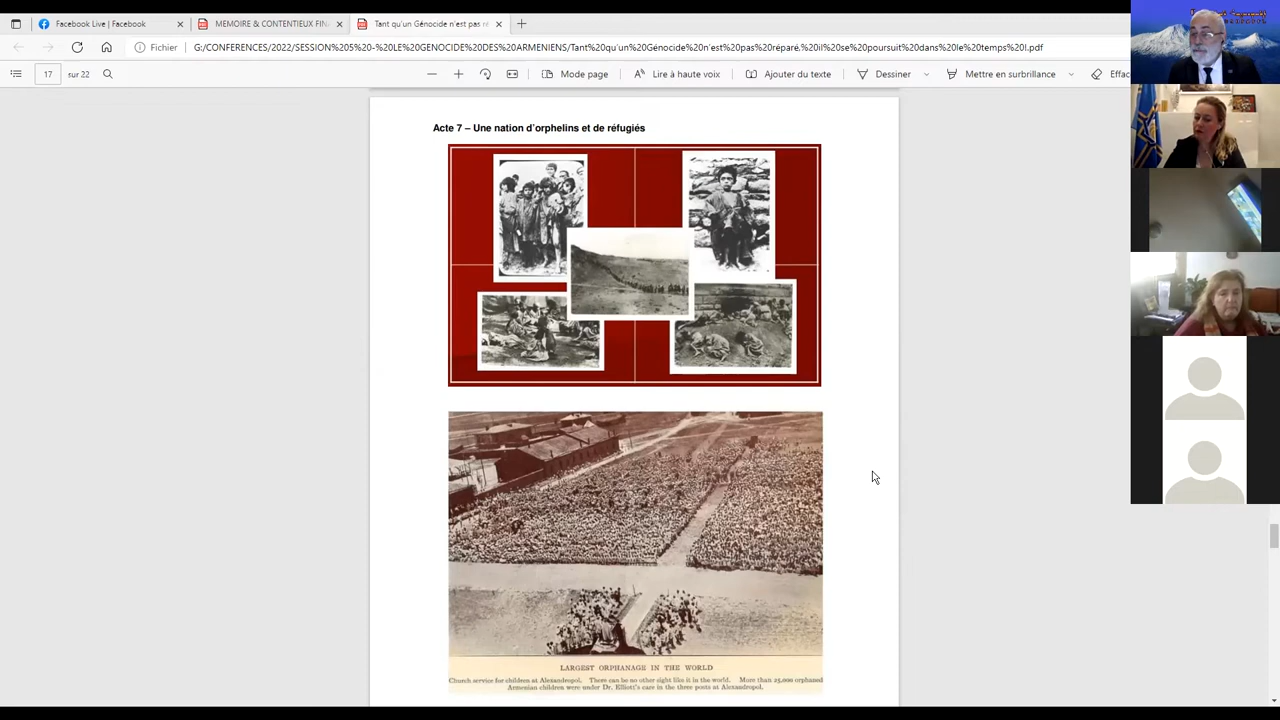 Facebook Live | Facebook
MEMOIRE & CONTENTIEUX FIN
Tant qu'un Génocide n'est pas ré
Fichier
G:/CONFERENCES/2022/SESSION%205%20-%20LE%20GENOCIDE%20DES%20ARMENIENS/Tant%20qu'un%20Génocide%20n'est%20pas%20réparé,%20il%20se%20poursuit%20dans%20le%20temps%20I.pdf
17 sur 22
Mode page
Lire à haute voix
Ajouter du texte
Dessiner
Mettre en surbrillance
Effac
Acte 7 – Une nation d'orphelins et de réfugiés
LARGEST ORPHANAGE IN THE WORLD
Church service for children at Alexandropol. There can be no other sight like it in the world. More than 25,000 orphaned
Armenian children were under Dr. Elliott's care in the three posts at Alexandropol.